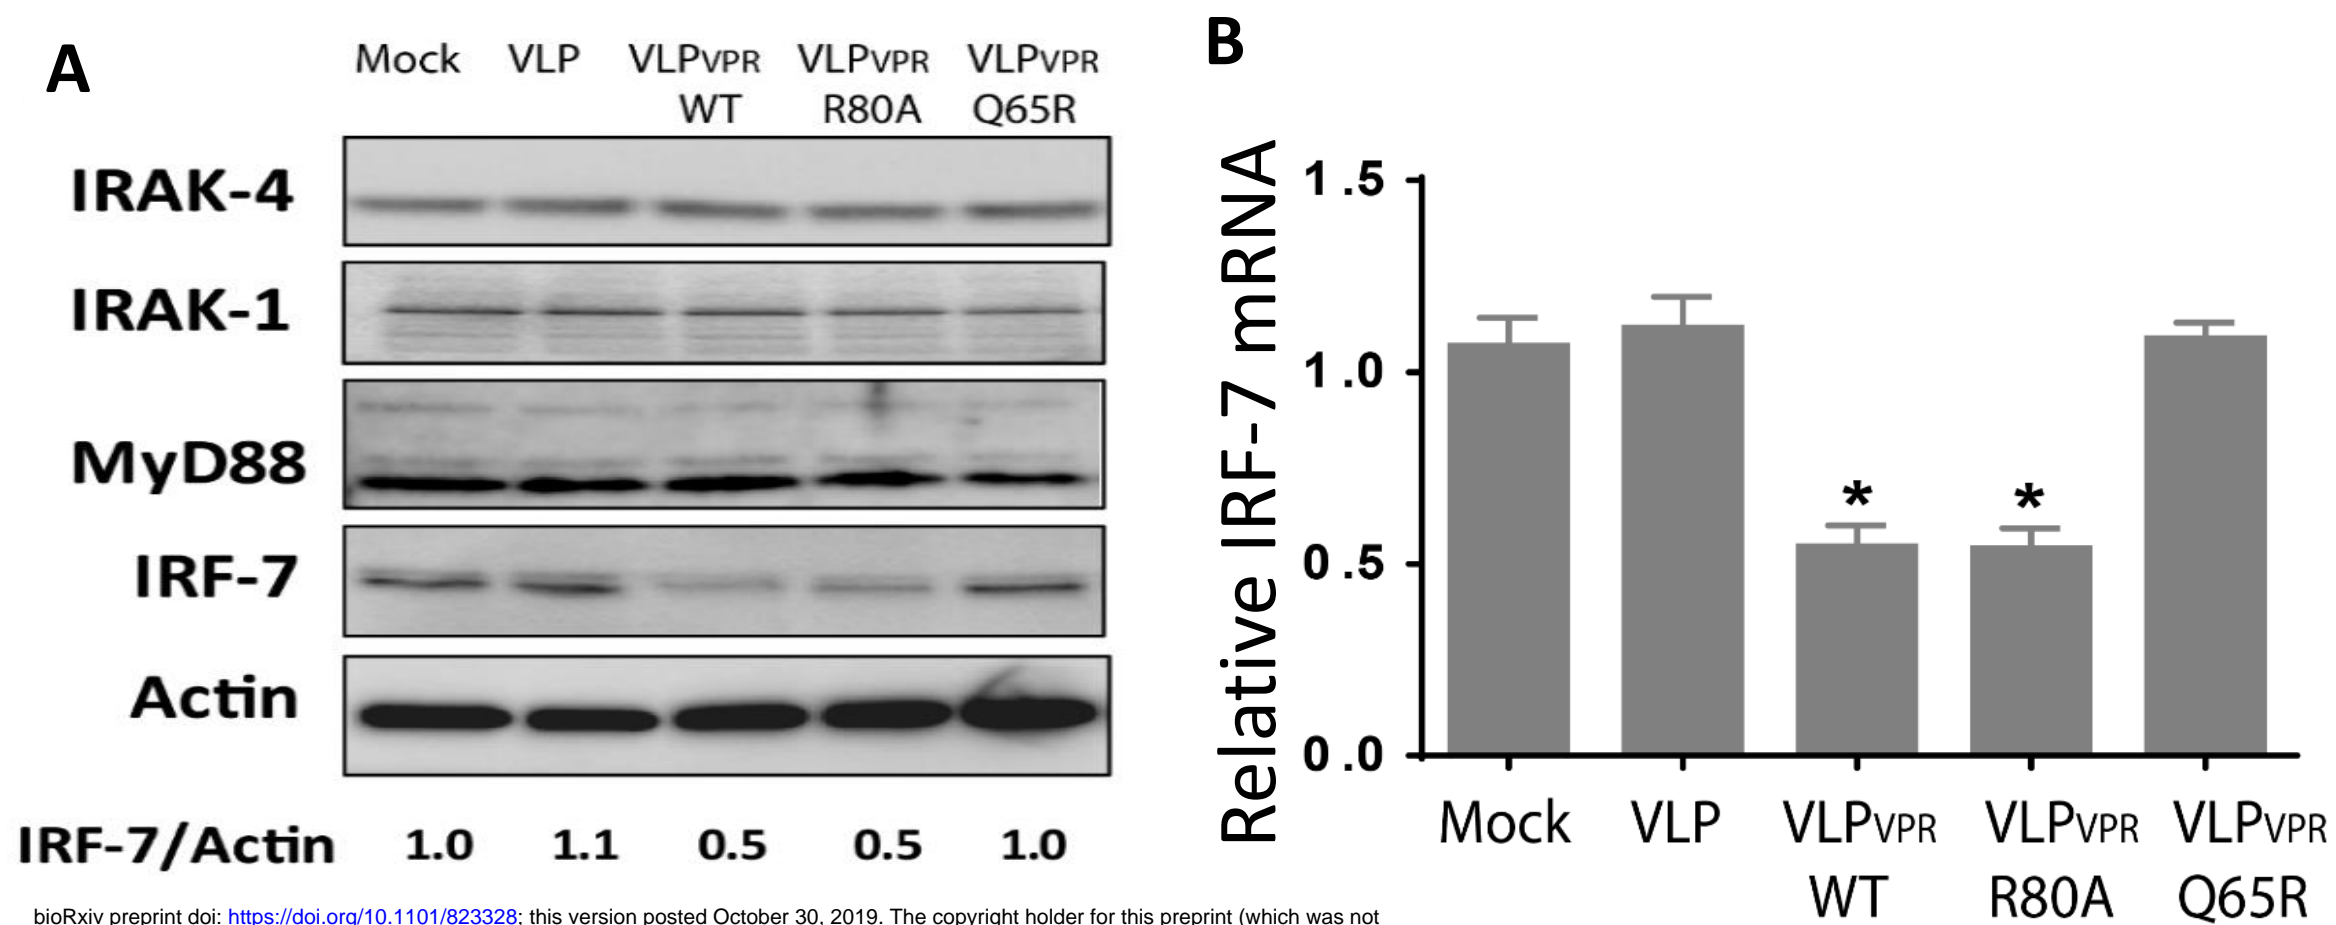 A
Mock VLP VLPVPR VLPVPR VLPVPR
WT R80A Q65R
IRAK-4
IRAK-1
MyD88
IRF-7
Actin
IRF-7/Actin 1.0 1.1 0.5 0.5 1.0
B
Relative IRF-7 mRNA
1.5
1.0
0.5
0.0
* *
Mock VLP VLPVPR VLPVPR VLPVPR
WT R80A Q65R
bioRxiv preprint doi: https://doi.org/10.1101/823328; this version posted October 30, 2019. The copyright holder for this preprint (which was not